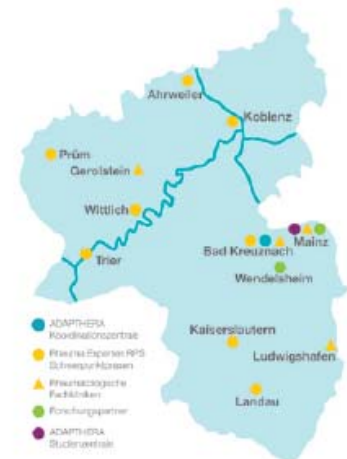 Ahrweiler
Koblenz
Prüm
Gerolstein
Wittlich
Trier
Mainz
Bad Kreuznach
Wendelsheim
Kaiserslautern
Ludwigshafen
Landau
ADAPTHERA
Koordinationszentrale
Rheuma Experten RPS
Schwerpunktpraxen
Rheumatologische
Fachkliniken
Forschungspartner
ADAPTHERA
Studienzentrale